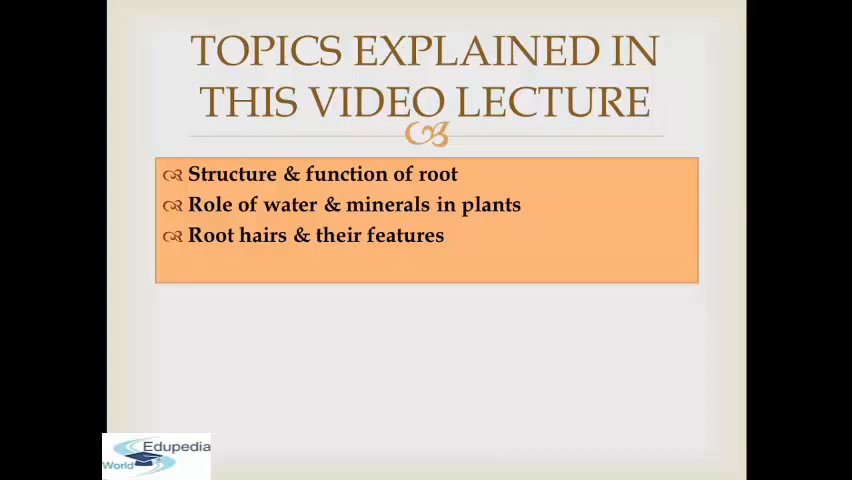 TOPICS EXPLAINED IN
THIS VIDEO LECTURE
Structure & function of root
Role of water & minerals in plants
Root hairs & their features
Edupedia
World